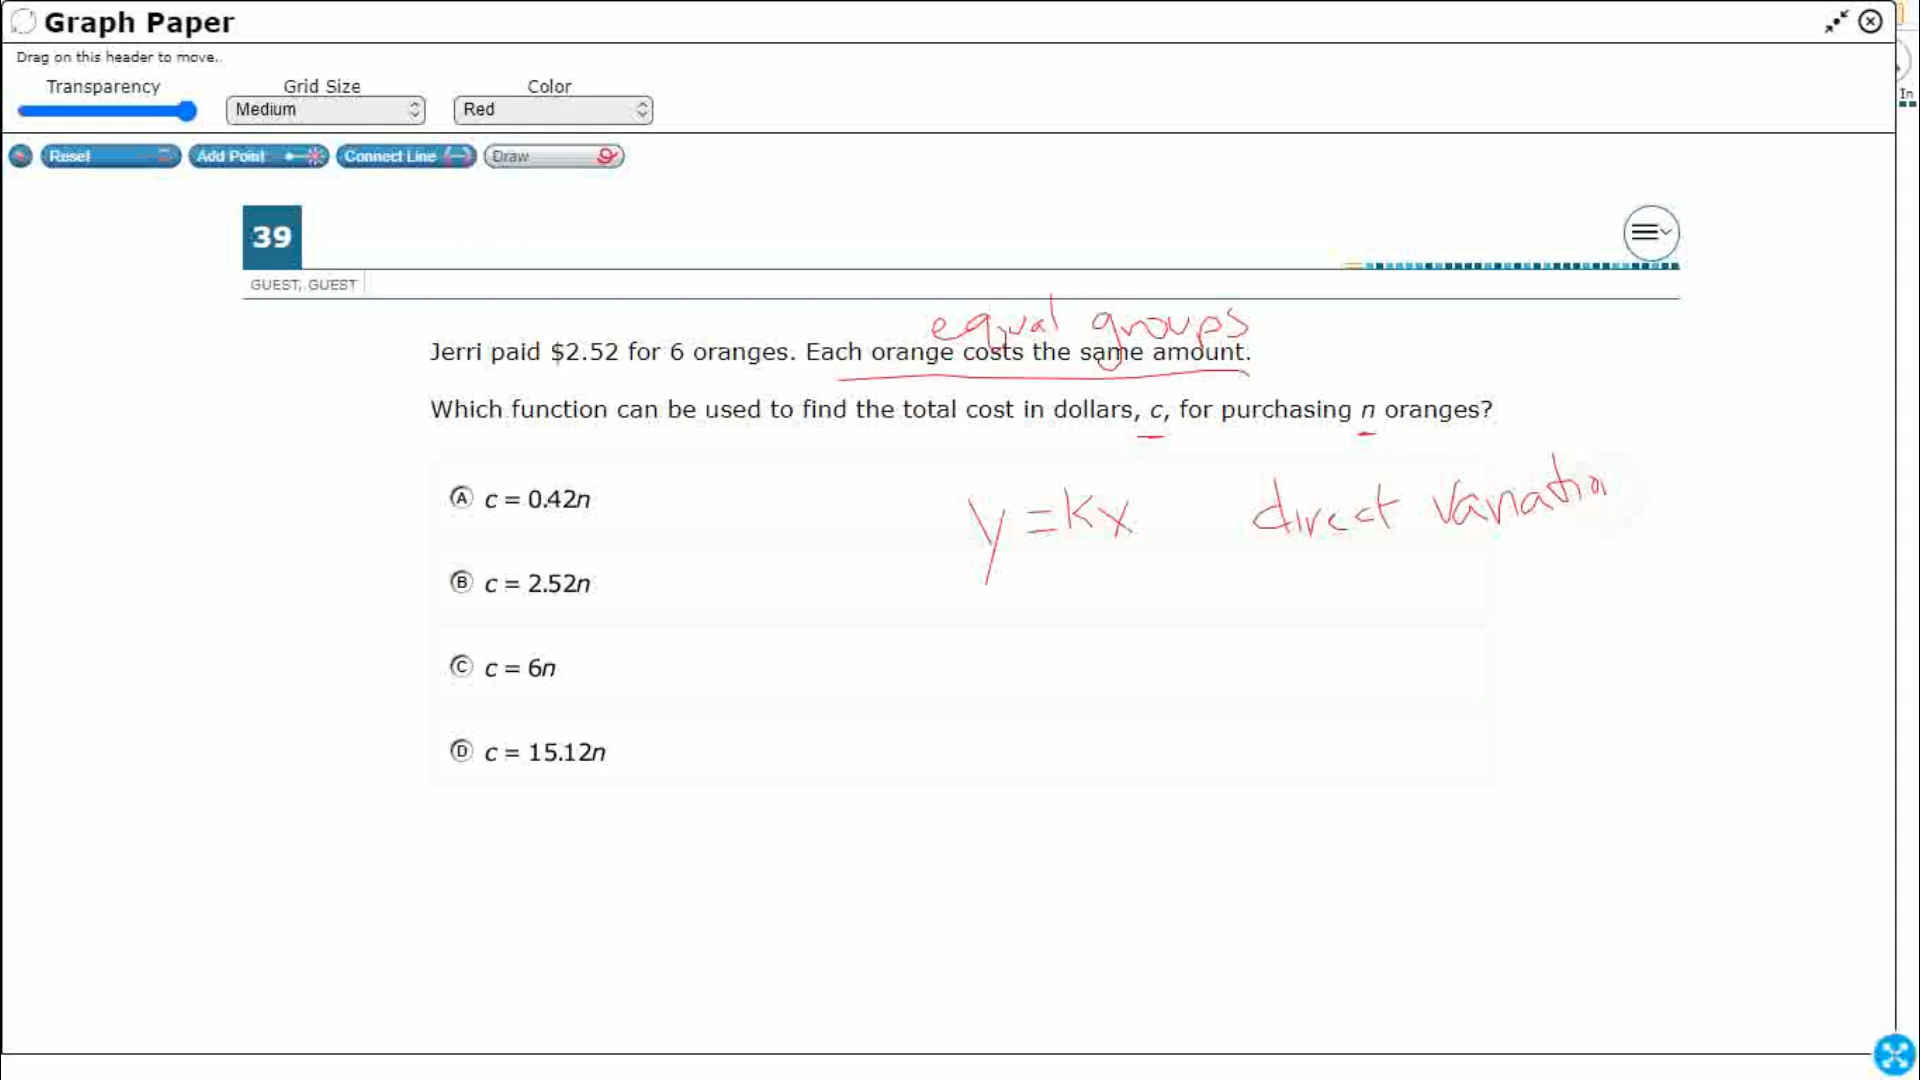 Graph Paper
Drag on this header to move..
Transparency Grid Size Color
Medium Red
In
Reset Add Point Connect Line Draw
39
GUEST, GUEST
equal groups
Jerri paid $2.52 for 6 oranges. Each orange costs the same amount.
Which function can be used to find the total cost in dollars, c, for purchasing n oranges?
A c = 0.42n
y = kx direct variation
B c = 2.52n
C c = 6n
D c = 15.12n